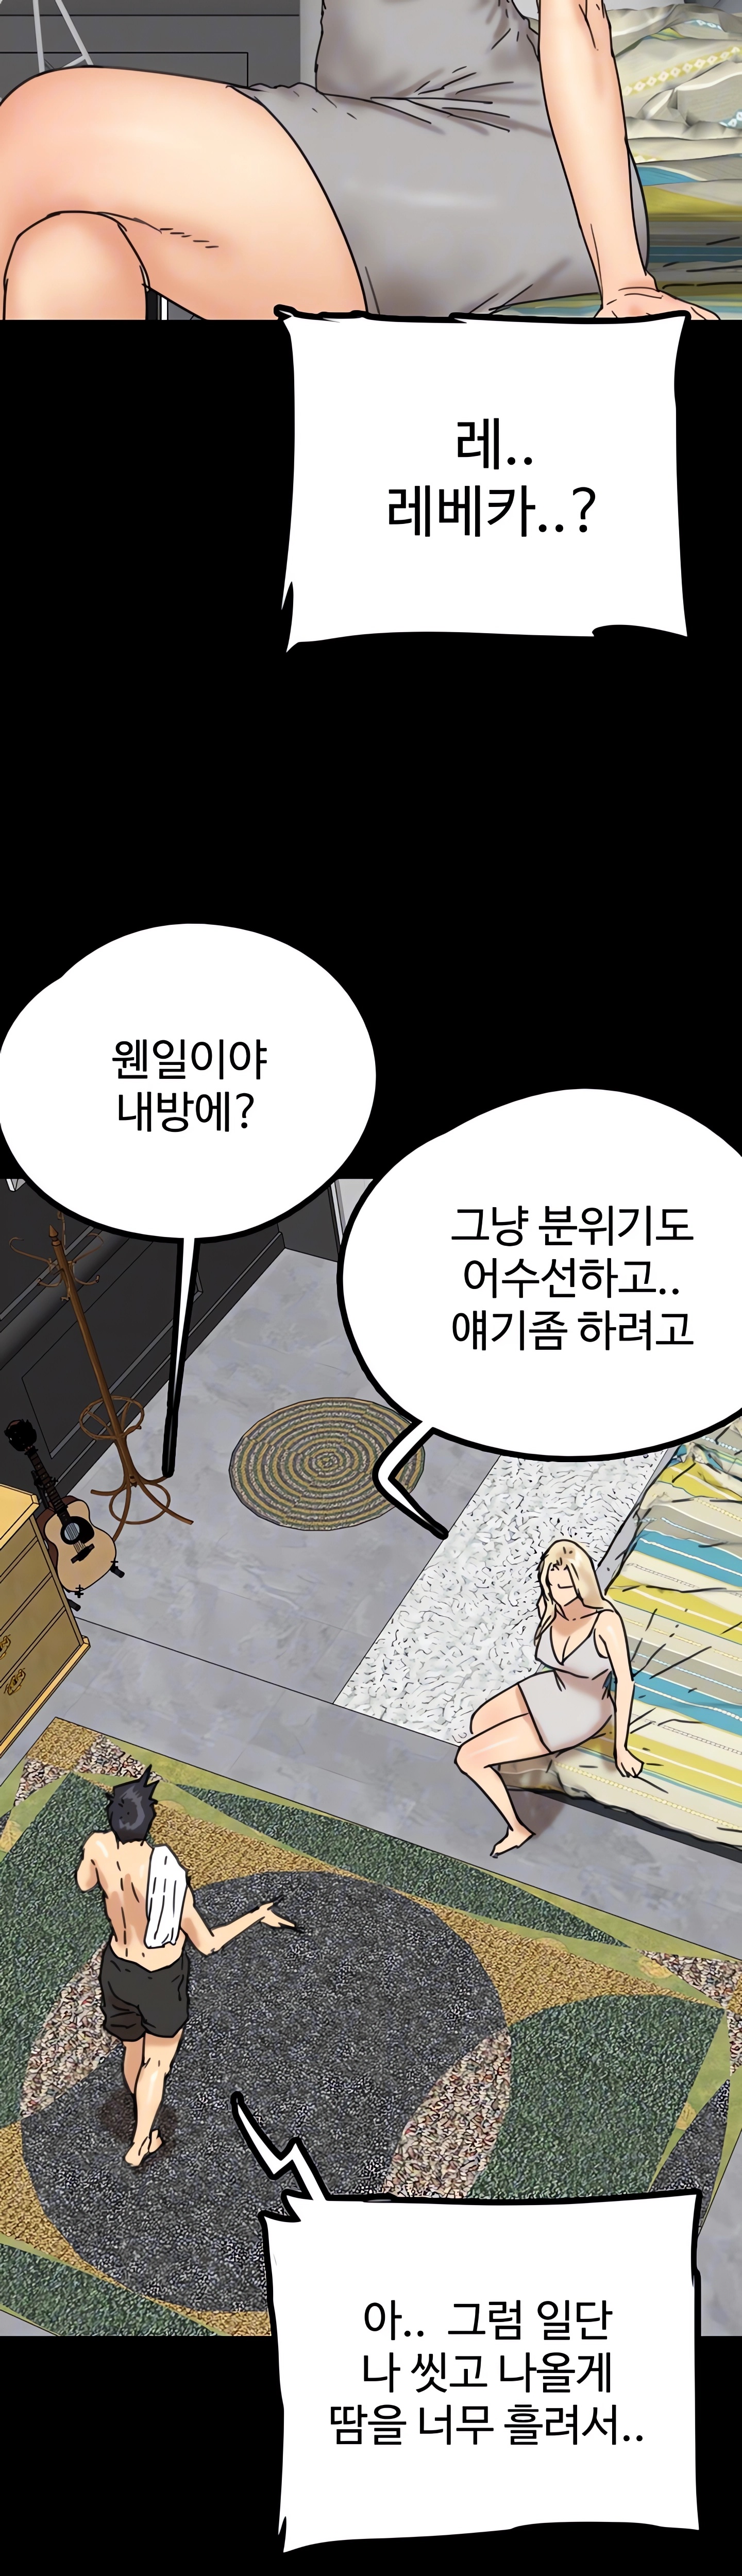 레..
레베카..?
웬일이야
내방에?
그냥 분위기도
어수선하고..
얘기좀 하려고
아.. 그럼 일단
나 씻고 나올게
땀을 너무 흘려서..